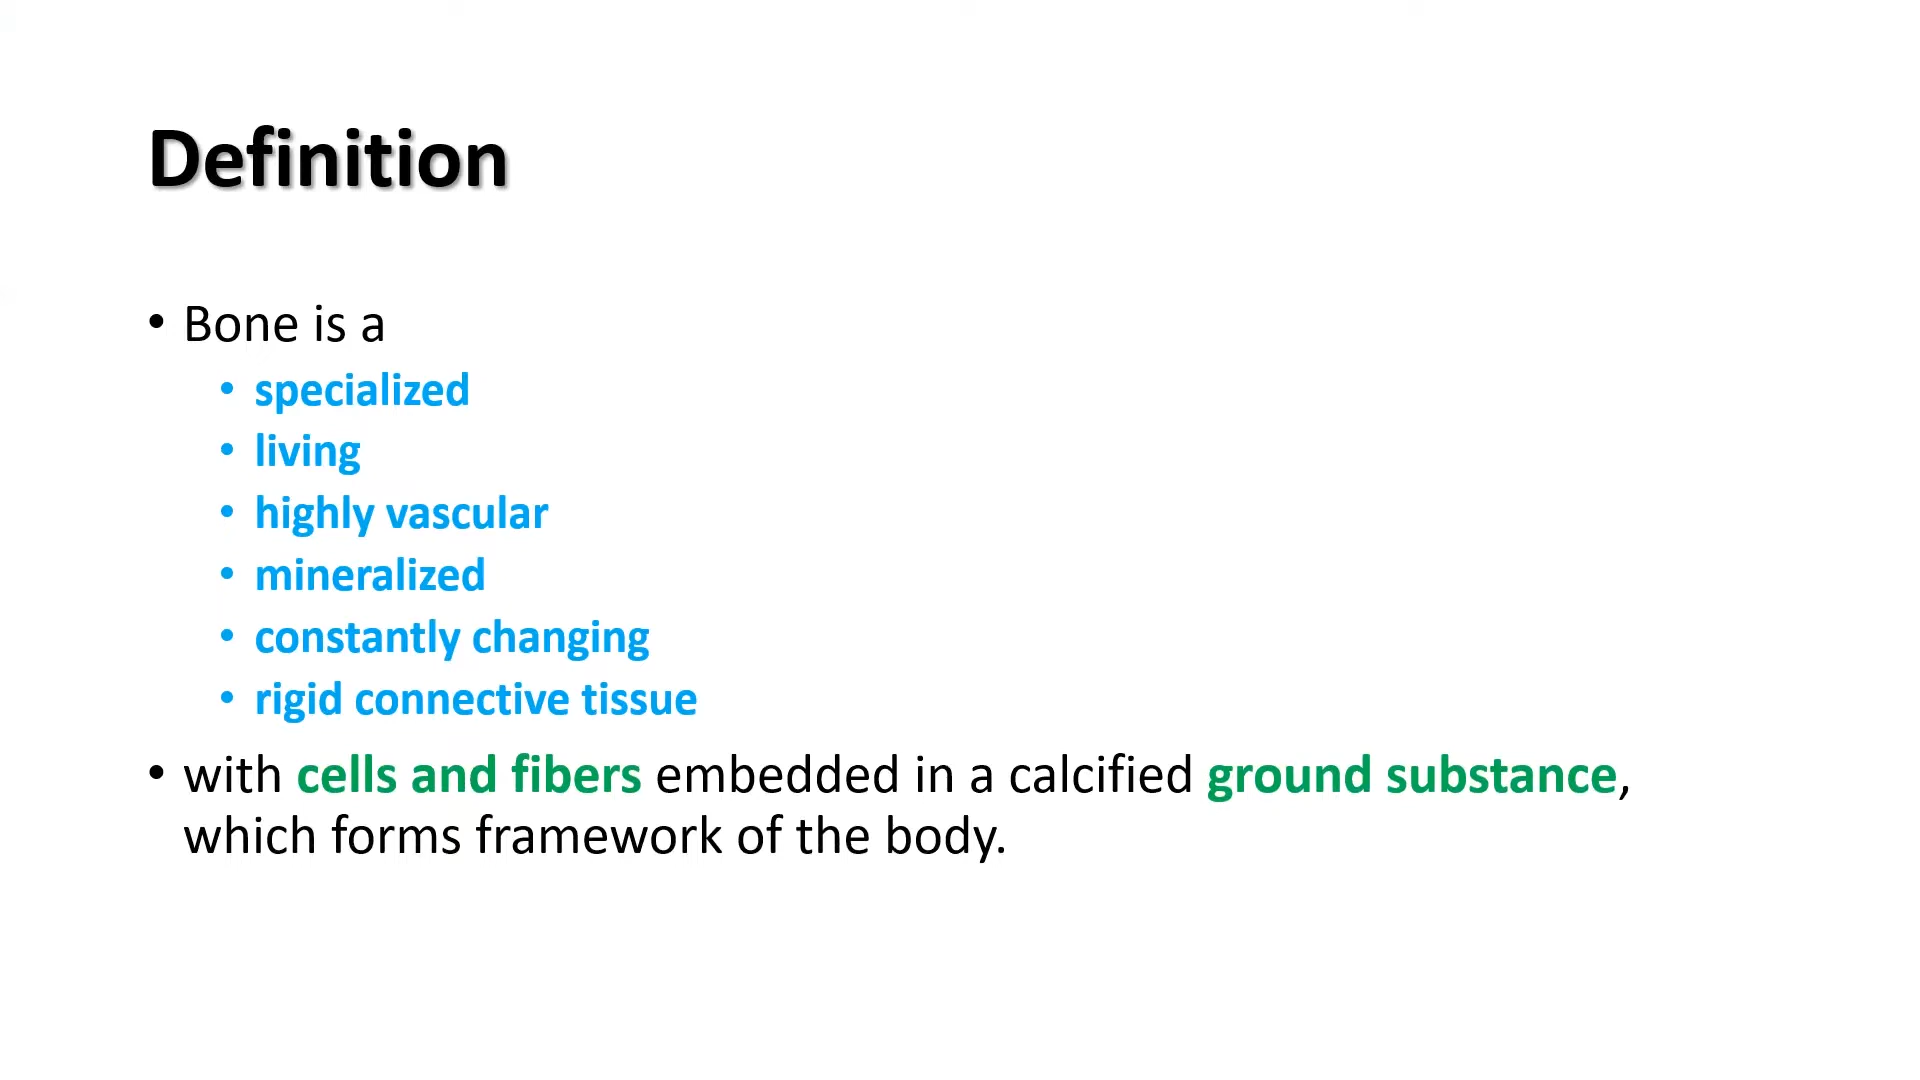 Definition
• Bone is a
• specialized
• living
• highly vascular
• mineralized
• constantly changing
• rigid connective tissue
• with cells and fibers embedded in a calcified ground substance,
which forms framework of the body.